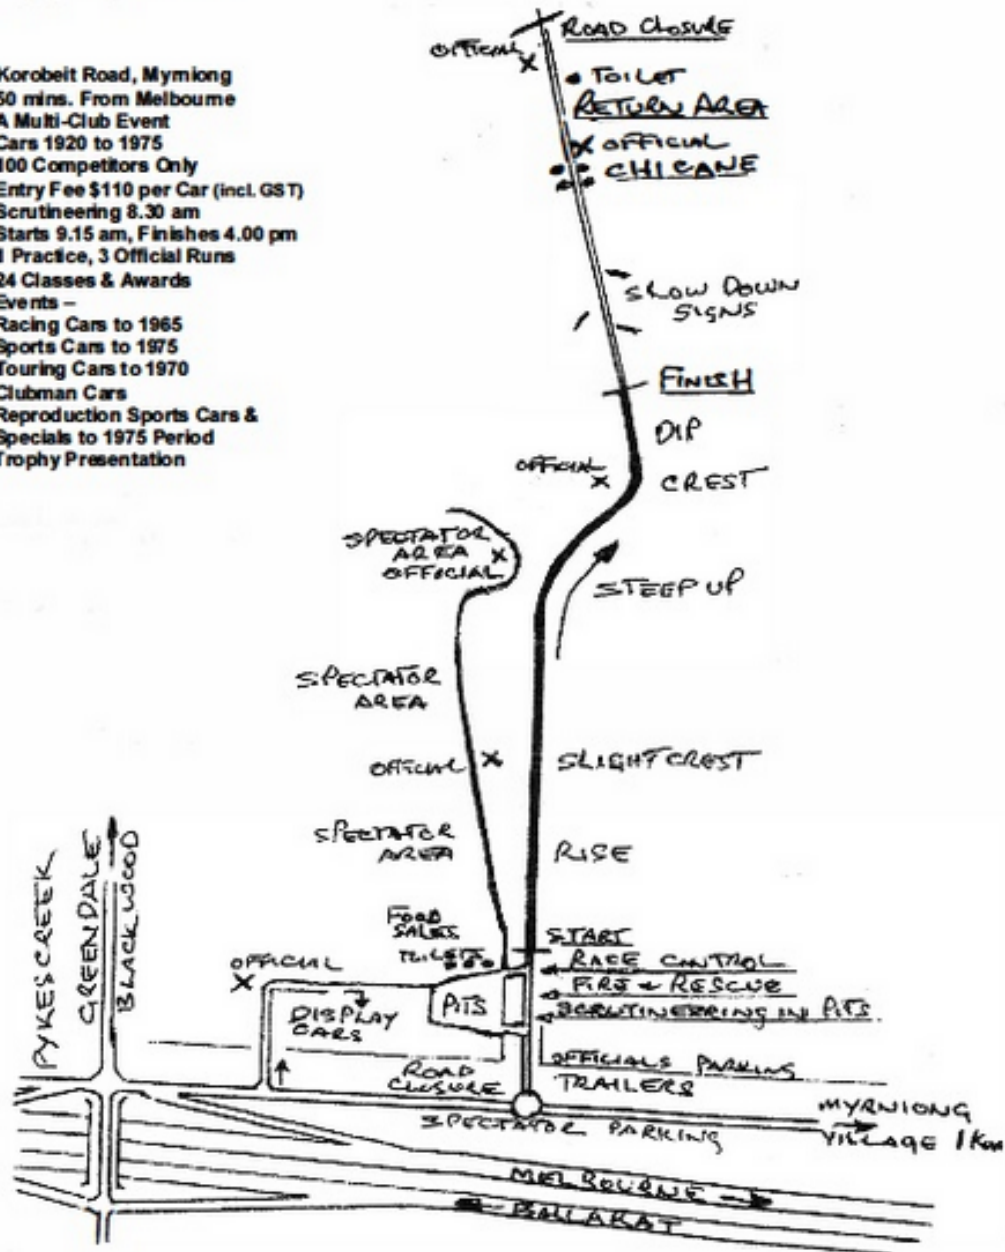 Korobeit Road, Myrniong
50 mins. From Melbourne
A Multi-Club Event
Cars 1920 to 1975
100 Competitors Only
Entry Fee $110 per Car (incl. GST)
Scrutineering 8.30 am
Starts 9.15 am, Finishes 4.00 pm
1 Practice, 3 Official Runs
24 Classes & Awards
Events –
Racing Cars to 1965
Sports Cars to 1975
Touring Cars to 1970
Clubman Cars
Reproduction Sports Cars &
Specials to 1975 Period
Trophy Presentation
ROAD CLOSURE
OFFICIAL
TOILET
RETURN AREA
OFFICIAL
CHICANE
SLOW DOWN
SIGNS
FINISH
DIP
OFFICIAL
CREST
SPECTATOR
AREA
OFFICIAL
STEEP UP
SPECTATOR
AREA
OFFICIAL
SLIGHT CREST
SPECTATOR
AREA
RISE
PYKES CREEK
GREENDALE
BLACKWOOD
FOOD
SALES
TOILETS
START
RACE CONTROL
FIRE & RESCUE
SCRUTINEERING IN PITS
OFFICIAL
DISPLAY
CARS
PITS
ROAD
CLOSURE
OFFICIALS PARKING
TRAILERS
SPECTATOR PARKING
MYRNIONG
VILLAGE 1 Km
MELBOURNE
BALLARAT